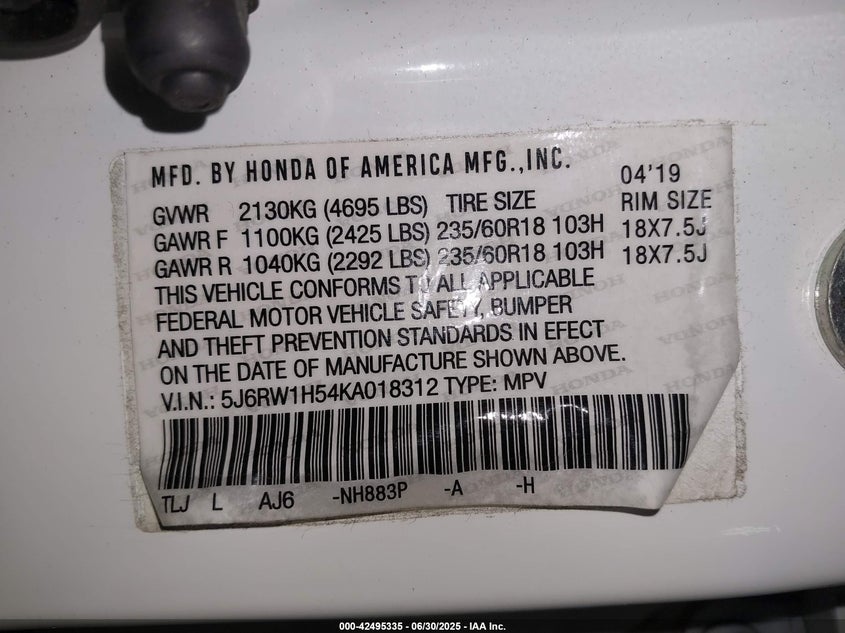 MFD. BY HONDA OF AMERICA MFG.,INC. 04'19
GVWR 2130KG (4695 LBS) TIRE SIZE RIM SIZE
GAWR F 1100KG (2425 LBS) 235/60R18 103H 18X7.5J
GAWR R 1040KG (2292 LBS) 235/60R18 103H 18X7.5J
THIS VEHICLE CONFORMS TO ALL APPLICABLE
FEDERAL MOTOR VEHICLE SAFETY, BUMPER
AND THEFT PREVENTION STANDARDS IN EFECT
ON THE DATE OF MANUFACTURE SHOWN ABOVE.
V.I.N.: 5J6RW1H54KA018312 TYPE: MPV
TLJ L AJ6 -NH883P -A -H
000-42495335 - 06/30/2025 - IAA Inc.